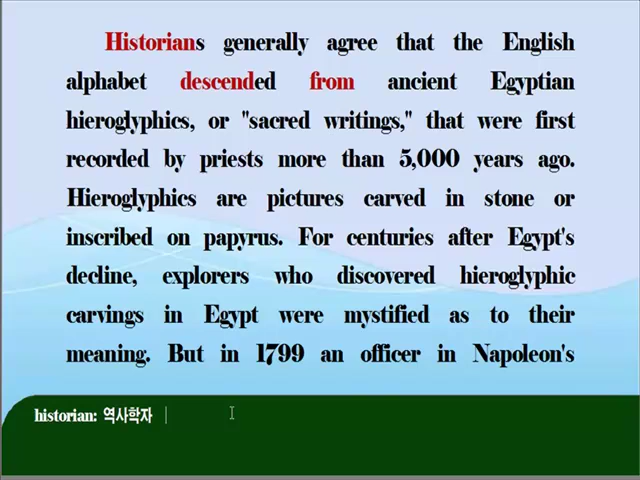 Historians generally agree that the English
alphabet descended from ancient Egyptian
hieroglyphics, or "sacred writings," that were first
recorded by priests more than 5,000 years ago.
Hieroglyphics are pictures carved in stone or
inscribed on papyrus. For centuries after Egypt's
decline, explorers who discovered hieroglyphic
carvings in Egypt were mystified as to their
meaning. But in 1799 an officer in Napoleon's
historian: 역사학자